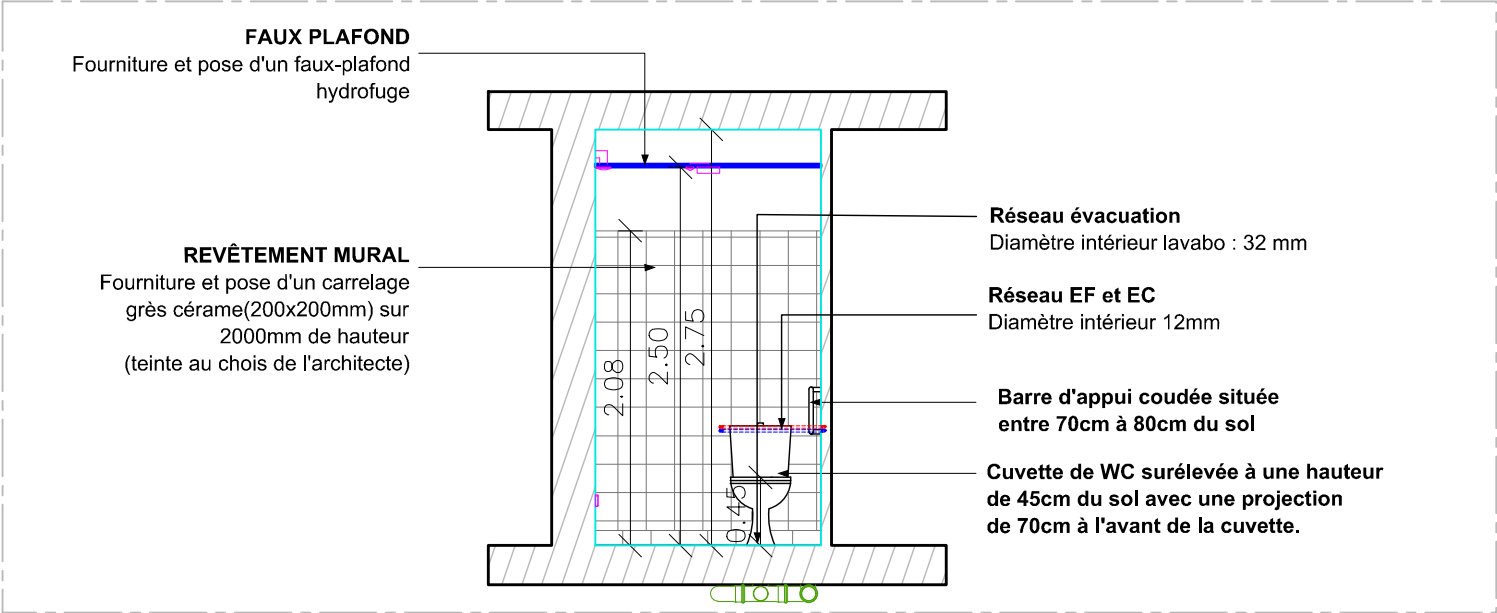 FAUX PLAFOND
Fourniture et pose d'un faux-plafond
hydrofuge
REVÊTEMENT MURAL
Fourniture et pose d'un carrelage
grès cérame(200x200mm) sur
2000mm de hauteur
(teinte au chois de l'architecte)
2.08
2.50
2.75
0.45
Réseau évacuation
Diamètre intérieur lavabo : 32 mm
Réseau EF et EC
Diamètre intérieur 12mm
Barre d'appui coudée située
entre 70cm à 80cm du sol
Cuvette de WC surélevée à une hauteur
de 45cm du sol avec une projection
de 70cm à l'avant de la cuvette.